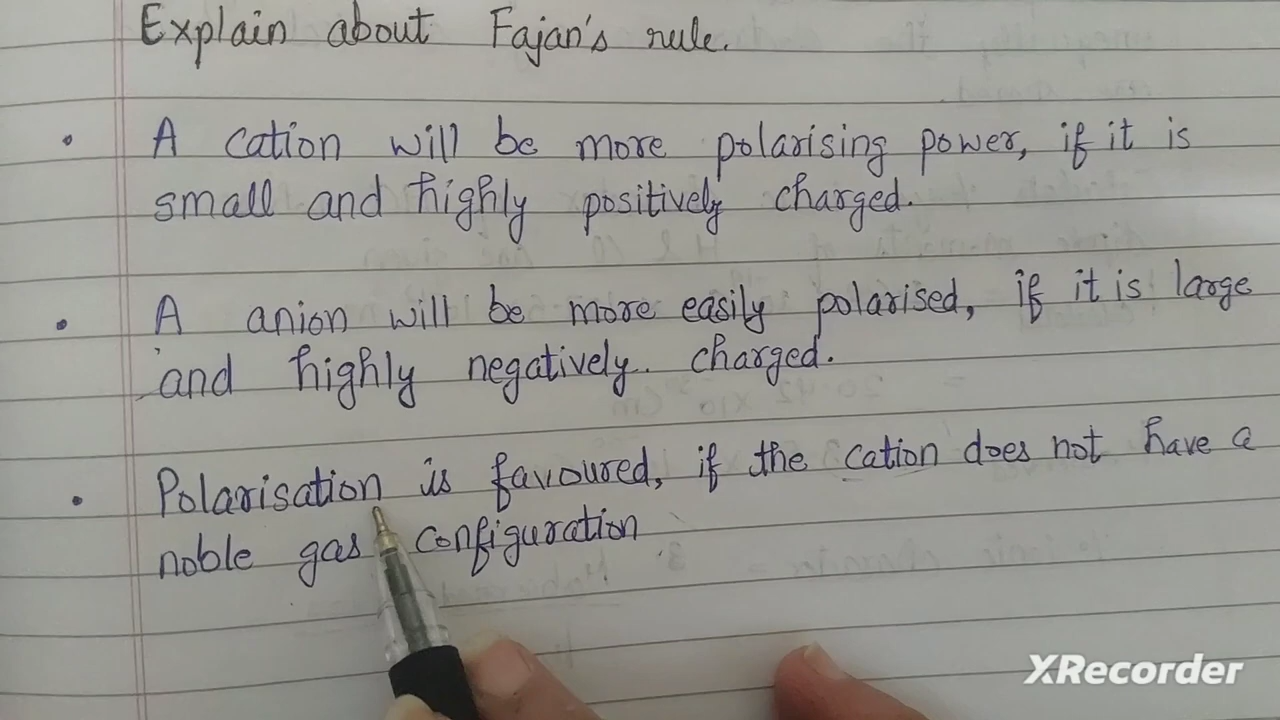 Explain about Fajan's rule.
• A cation will be more polarising power, if it is
small and highly positively charged.
• A anion will be more easily polarised, if it is large
and highly negatively. charged.
• Polarisation is favoured, if the cation does not have a
noble gas configuration
XRecorder